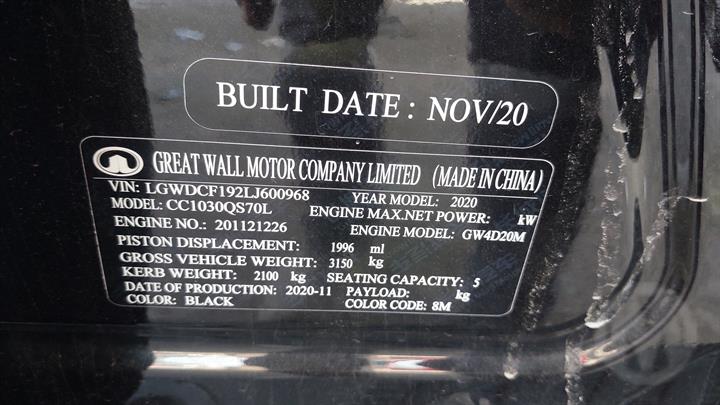 BUILT DATE: NOV/20
GREAT WALL MOTOR COMPANY LIMITED (MADE IN CHINA)
VIN: LGWDCF192LJ600968 YEAR MODEL: 2020
MODEL: CC1030QS70L ENGINE MAX.NET POWER: kW
ENGINE NO.: 201121226 ENGINE MODEL: GW4D20M
PISTON DISPLACEMENT: 1996 ml
GROSS VEHICLE WEIGHT: 3150 kg
KERB WEIGHT: 2100 kg SEATING CAPACITY: 5
DATE OF PRODUCTION: 2020-11 PAYLOAD: kg
COLOR: BLACK COLOR CODE: 8M